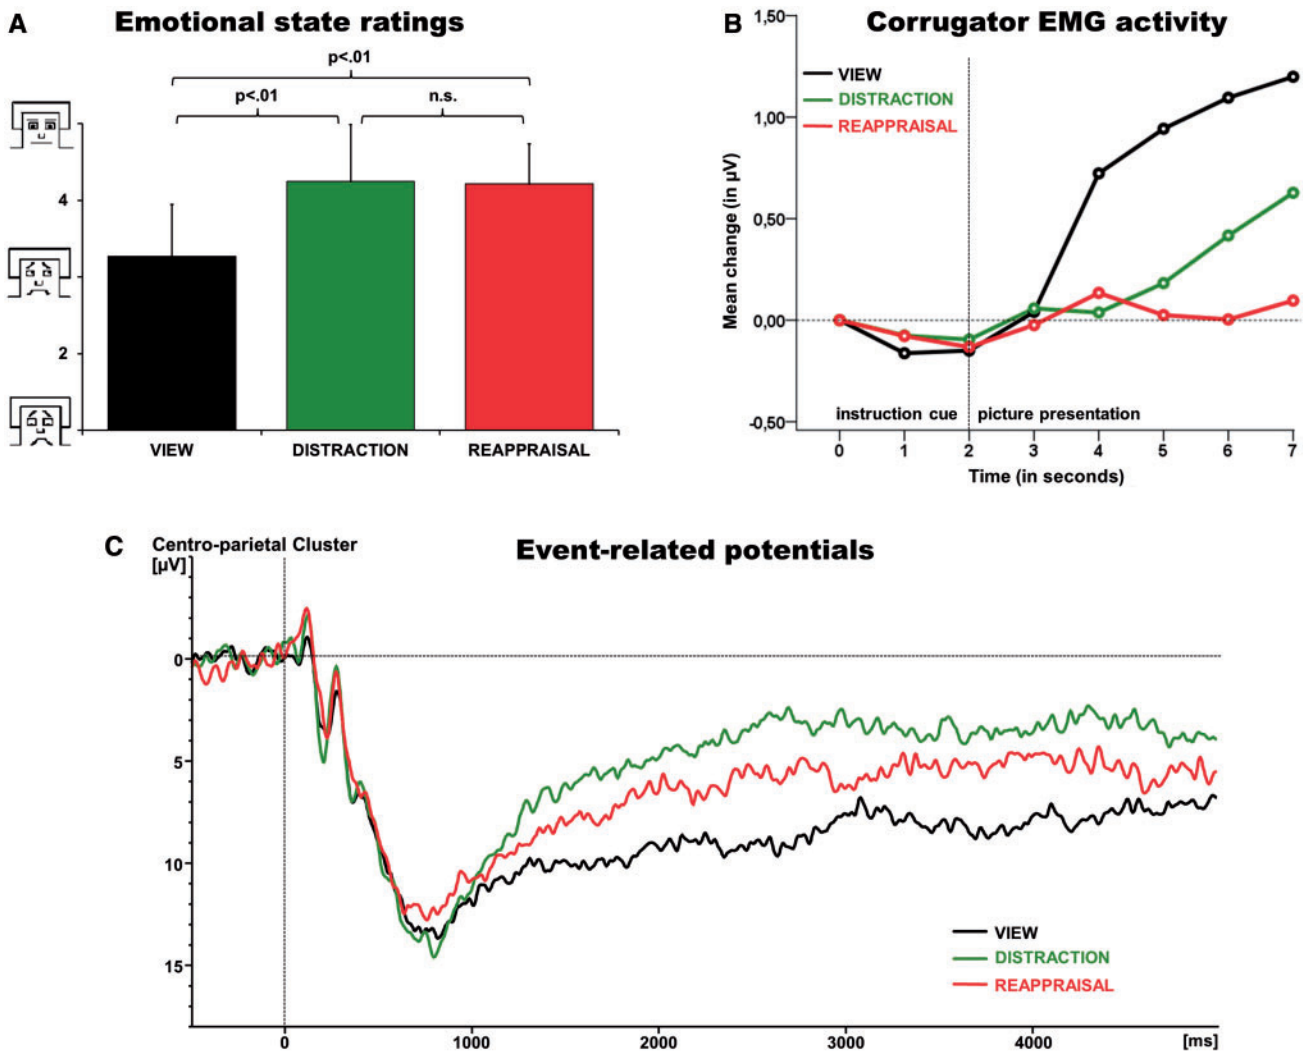 A
Emotional state ratings
p<.01
p<.01
n.s.
4
2
VIEW
DISTRACTION
REAPPRAISAL
B
Corrugator EMG activity
1,50
1,00
0,50
0,00
-0,50
Mean change (in µV)
VIEW
DISTRACTION
REAPPRAISAL
instruction cue
picture presentation
0 1 2 3 4 5 6 7
Time (in seconds)
C
Event-related potentials
Centro-parietal Cluster
[µV]
0
5
10
15
VIEW
DISTRACTION
REAPPRAISAL
0 1000 2000 3000 4000 [ms]